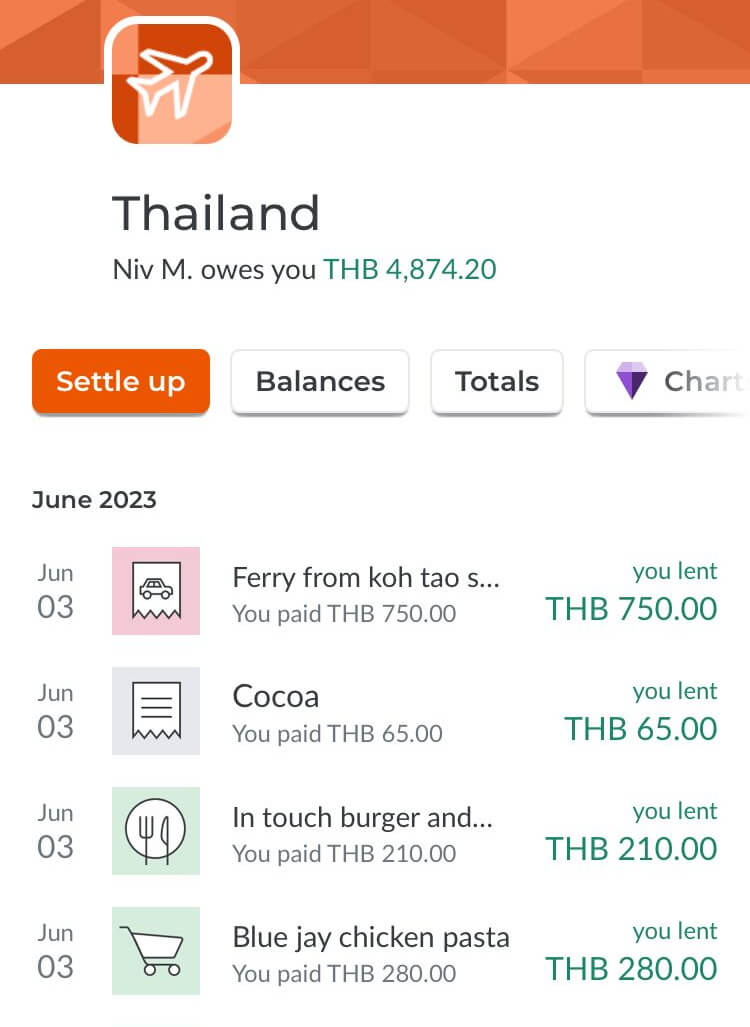 Thailand
Niv M. owes you THB 4,874.20
Settle up Balances Totals Chart
June 2023
Jun 03 Ferry from koh tao s... you lent
You paid THB 750.00 THB 750.00
Jun 03 Cocoa you lent
You paid THB 65.00 THB 65.00
Jun 03 In touch burger and... you lent
You paid THB 210.00 THB 210.00
Jun 03 Blue jay chicken pasta you lent
You paid THB 280.00 THB 280.00